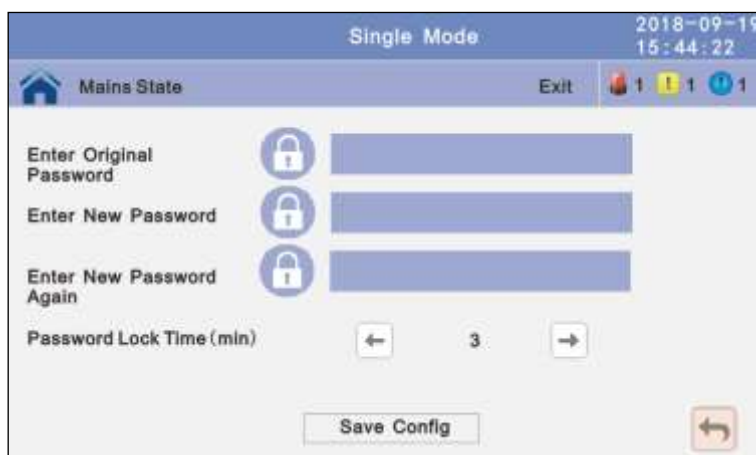 Single Mode
2018-09-19
15:44:22
Mains State
Exit
1
! 1
! 1
Enter Original
Password
Enter New Password
Enter New Password
Again
Password Lock Time(min)
3
Save Config